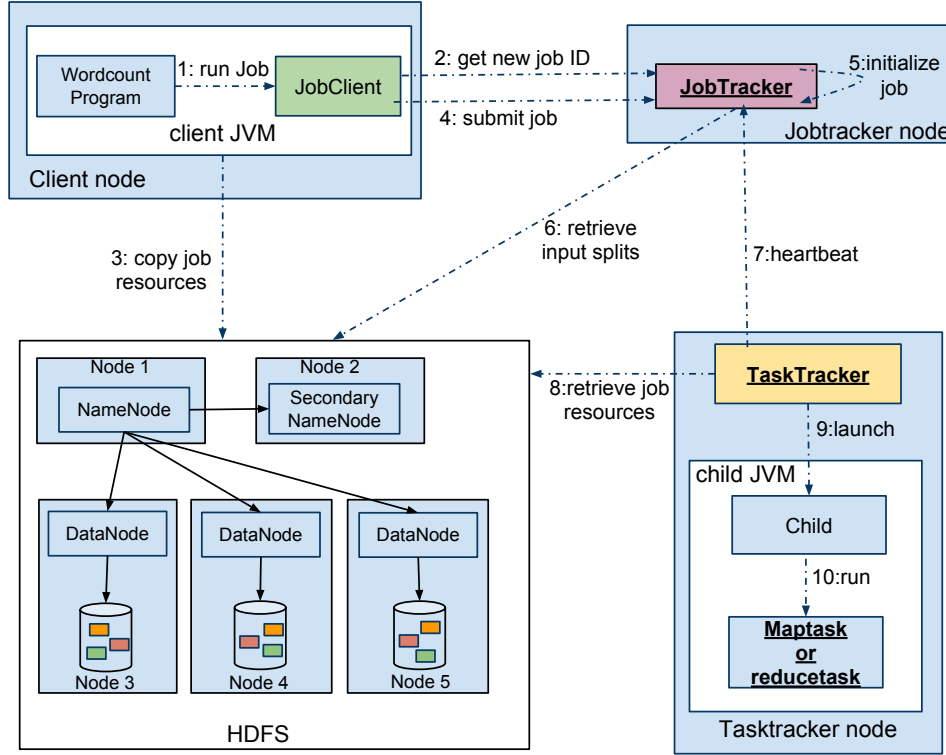 Wordcount
Program
1: run Job
JobClient
client JVM
Client node
2: get new job ID
4: submit job
JobTracker
5:initialize
job
Jobtracker node
3: copy job
resources
6: retrieve
input splits
7:heartbeat
Node 1
NameNode
Node 2
Secondary
NameNode
DataNode
Node 3
DataNode
Node 4
DataNode
Node 5
HDFS
8:retrieve job
resources
TaskTracker
9:launch
child JVM
Child
10:run
Maptask
or
reducetask
Tasktracker node